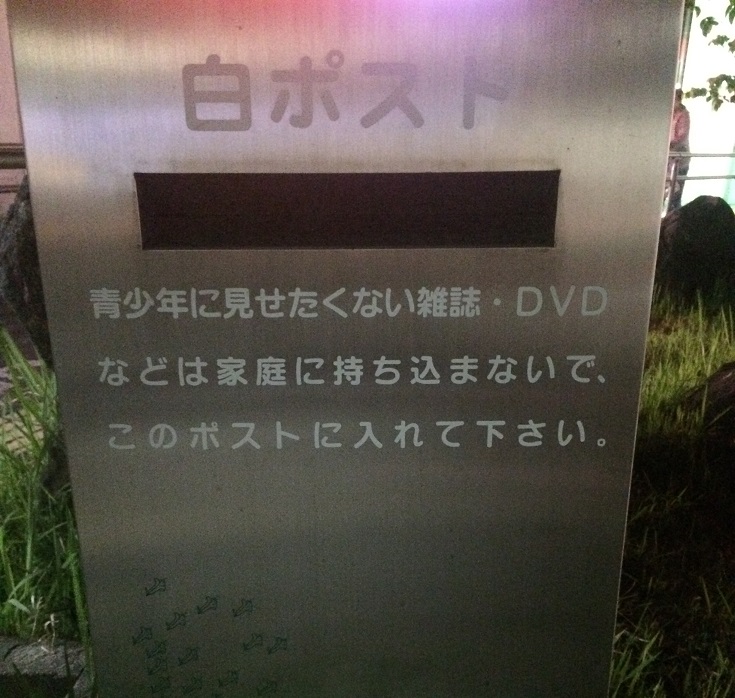 白ポスト
青少年に見せたくない雑誌・DVD
などは家庭に持ち込まないで、
このポストに入れて下さい。